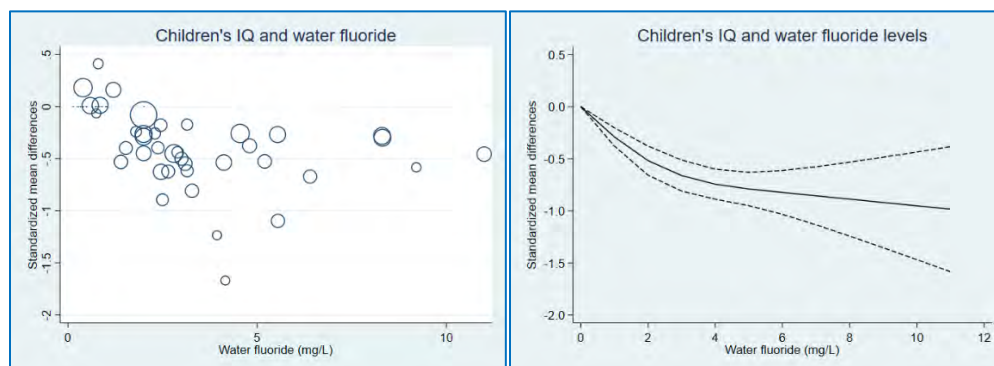 Children's IQ and water fluoride
.5
0
-.5
-1
-1.5
-2
Standardized mean differences
0 5 10
Water fluoride (mg/L)
Children's IQ and water fluoride levels
0.0
-0.5
-1.0
-1.5
-2.0
Standardized mean differences
0 2 4 6 8 10 12
Water fluoride (mg/L)